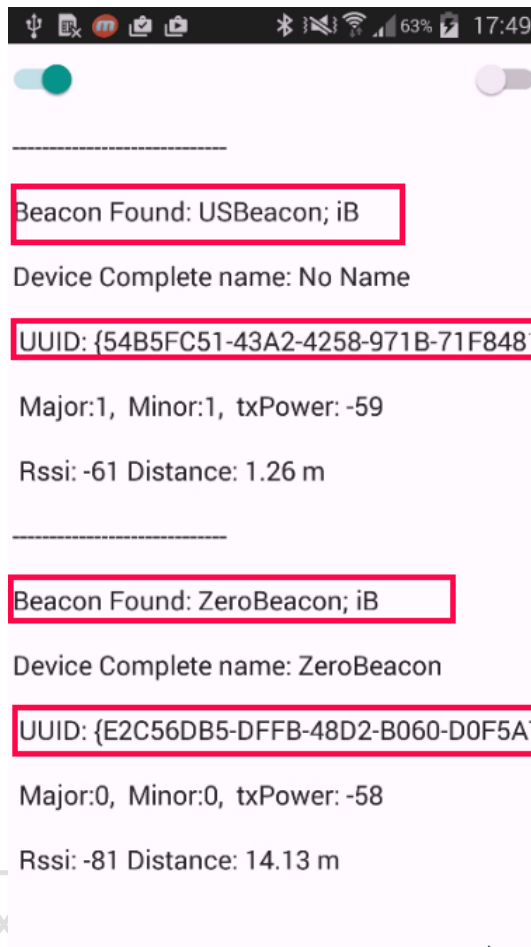 63% 17:49
----------------------------
Beacon Found: USBeacon; iB
Device Complete name: No Name
UUID: {54B5FC51-43A2-4258-971B-71F848
Major:1, Minor:1, txPower: -59
Rssi: -61 Distance: 1.26 m
----------------------------
Beacon Found: ZeroBeacon; iB
Device Complete name: ZeroBeacon
UUID: {E2C56DB5-DFFB-48D2-B060-D0F5A
Major:0, Minor:0, txPower: -58
Rssi: -81 Distance: 14.13 m